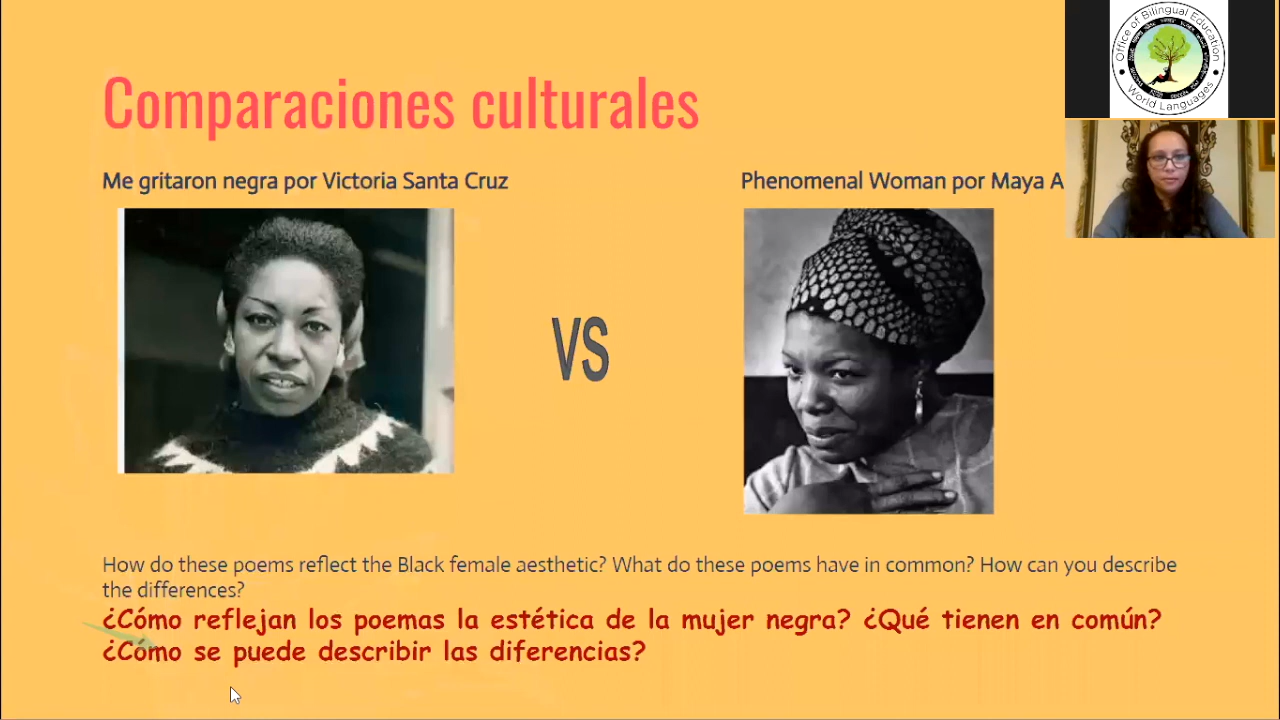 Comparaciones culturales
Me gritaron negra por Victoria Santa Cruz
Phenomenal Woman por Maya A
VS
How do these poems reflect the Black female aesthetic? What do these poems have in common? How can you describe
the differences?
¿Cómo reflejan los poemas la estética de la mujer negra? ¿Qué tienen en común?
¿Cómo se puede describir las diferencias?
Office of Bilingual Education
World Languages